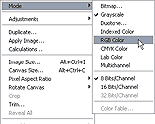 Mode
Adjustments
Duplicate...
Apply Image...
Calculations...
Image Size... Alt+Ctrl+I
Canvas Size... Alt+Ctrl+C
Pixel Aspect Ratio
Rotate Canvas
Crop
Trim...
Reveal All
Bitmap...
Grayscale
Duotone...
Indexed Color
RGB Color
CMYK Color
Lab Color
Multichannel
8 Bits/Channel
16 Bits/Channel
32 Bits/Channel
Color Table...